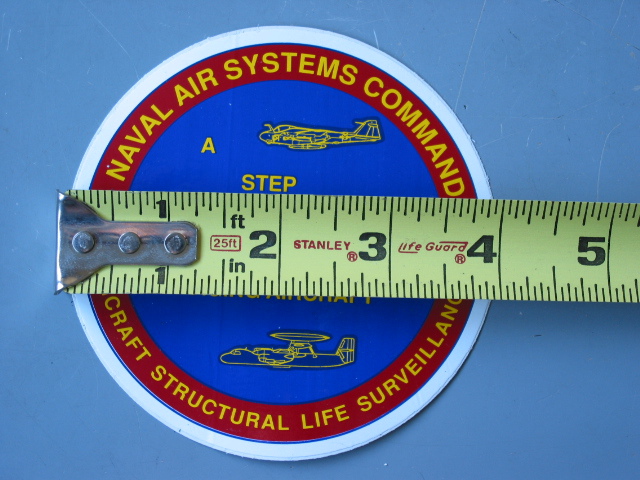 NAVAL AIR SYSTEMS COMMAND
A
STEP
1 ft 2 3 4 5
25ft STANLEY® Life Guard®
1 in
AIRCRAFT
CRAFT STRUCTURAL LIFE SURVEILLANC